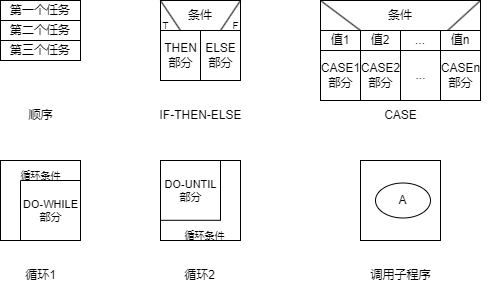 第一个任务
第二个任务
第三个任务
顺序
条件
T
F
THEN
部分
ELSE
部分
IF-THEN-ELSE
条件
值1
值2
...
值n
CASE1
部分
CASE2
部分
...
CASEn
部分
CASE
循环条件
DO-WHILE
部分
循环1
DO-UNTIL
部分
循环条件
循环2
A
调用子程序